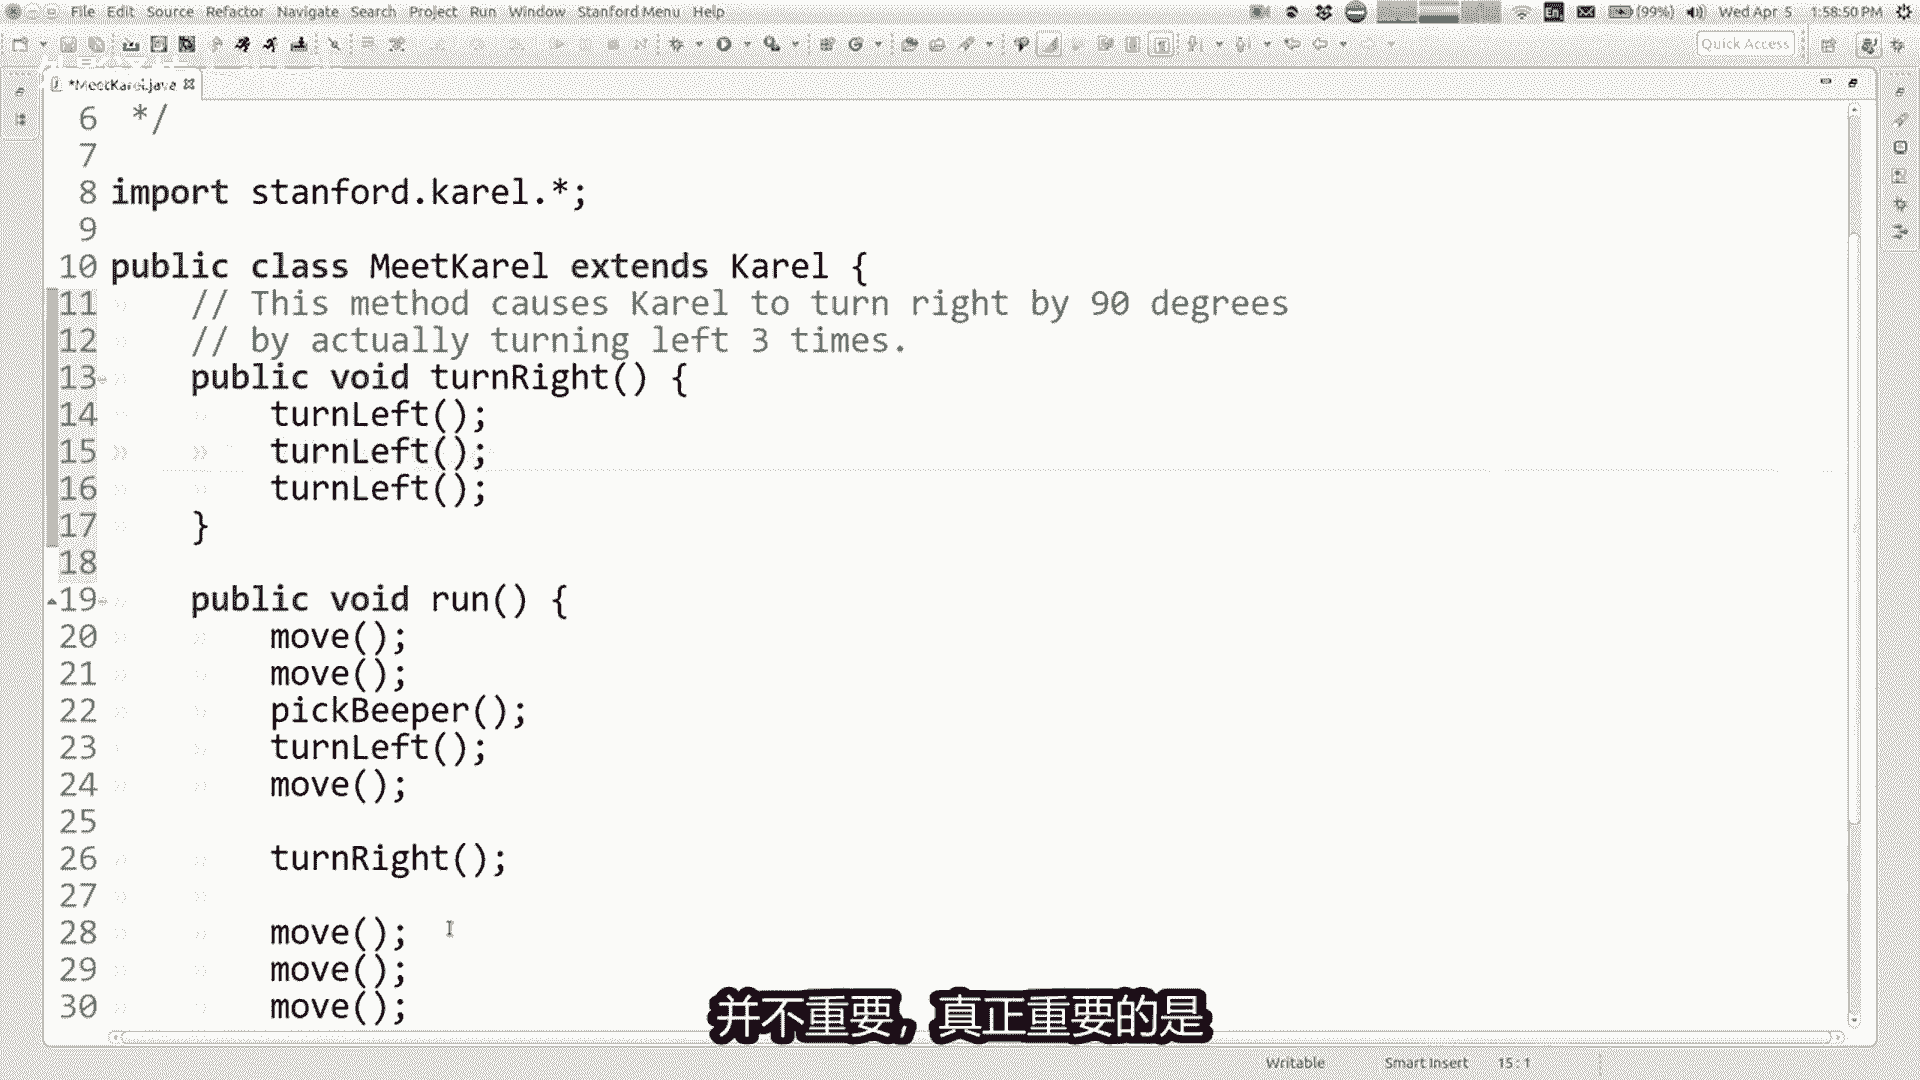 File Edit Source Refactor Navigate Search Project Run Window Stanford Menu Help
(99%) Wed Apr 5 1:58:50 PM
Quick Access
*MeetKarel.java
6 */
7
8 import stanford.karel.*;
9
10 public class MeetKarel extends Karel {
11 // This method causes Karel to turn right by 90 degrees
12 // by actually turning left 3 times.
13 public void turnRight() {
14 turnLeft();
15 turnLeft();
16 turnLeft();
17 }
18
19 public void run() {
20 move();
21 move();
22 pickBeeper();
23 turnLeft();
24 move();
25
26 turnRight();
27
28 move();
29 move();
30 move();
并不重要，真正重要的是
Writable Smart Insert 15:1